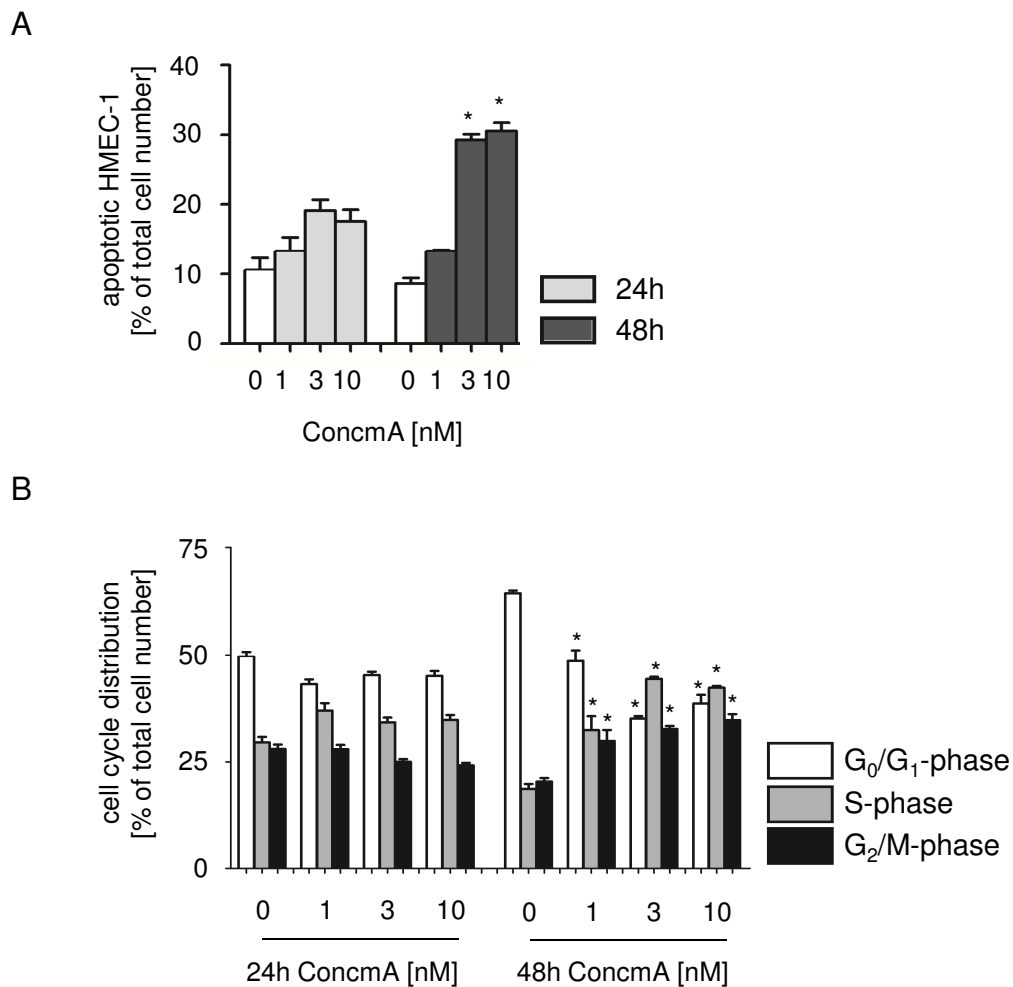 A
apoptotic HMEC-1
[% of total cell number]
40
30
20
10
0
* *
0 1 3 10 0 1 3 10
ConcmA [nM]
24h
48h
B
cell cycle distribution
[% of total cell number]
75
50
25
0
* * * * * * * * *
0 1 3 10 0 1 3 10
24h ConcmA [nM] 48h ConcmA [nM]
G₀/G₁-phase
S-phase
G₂/M-phase